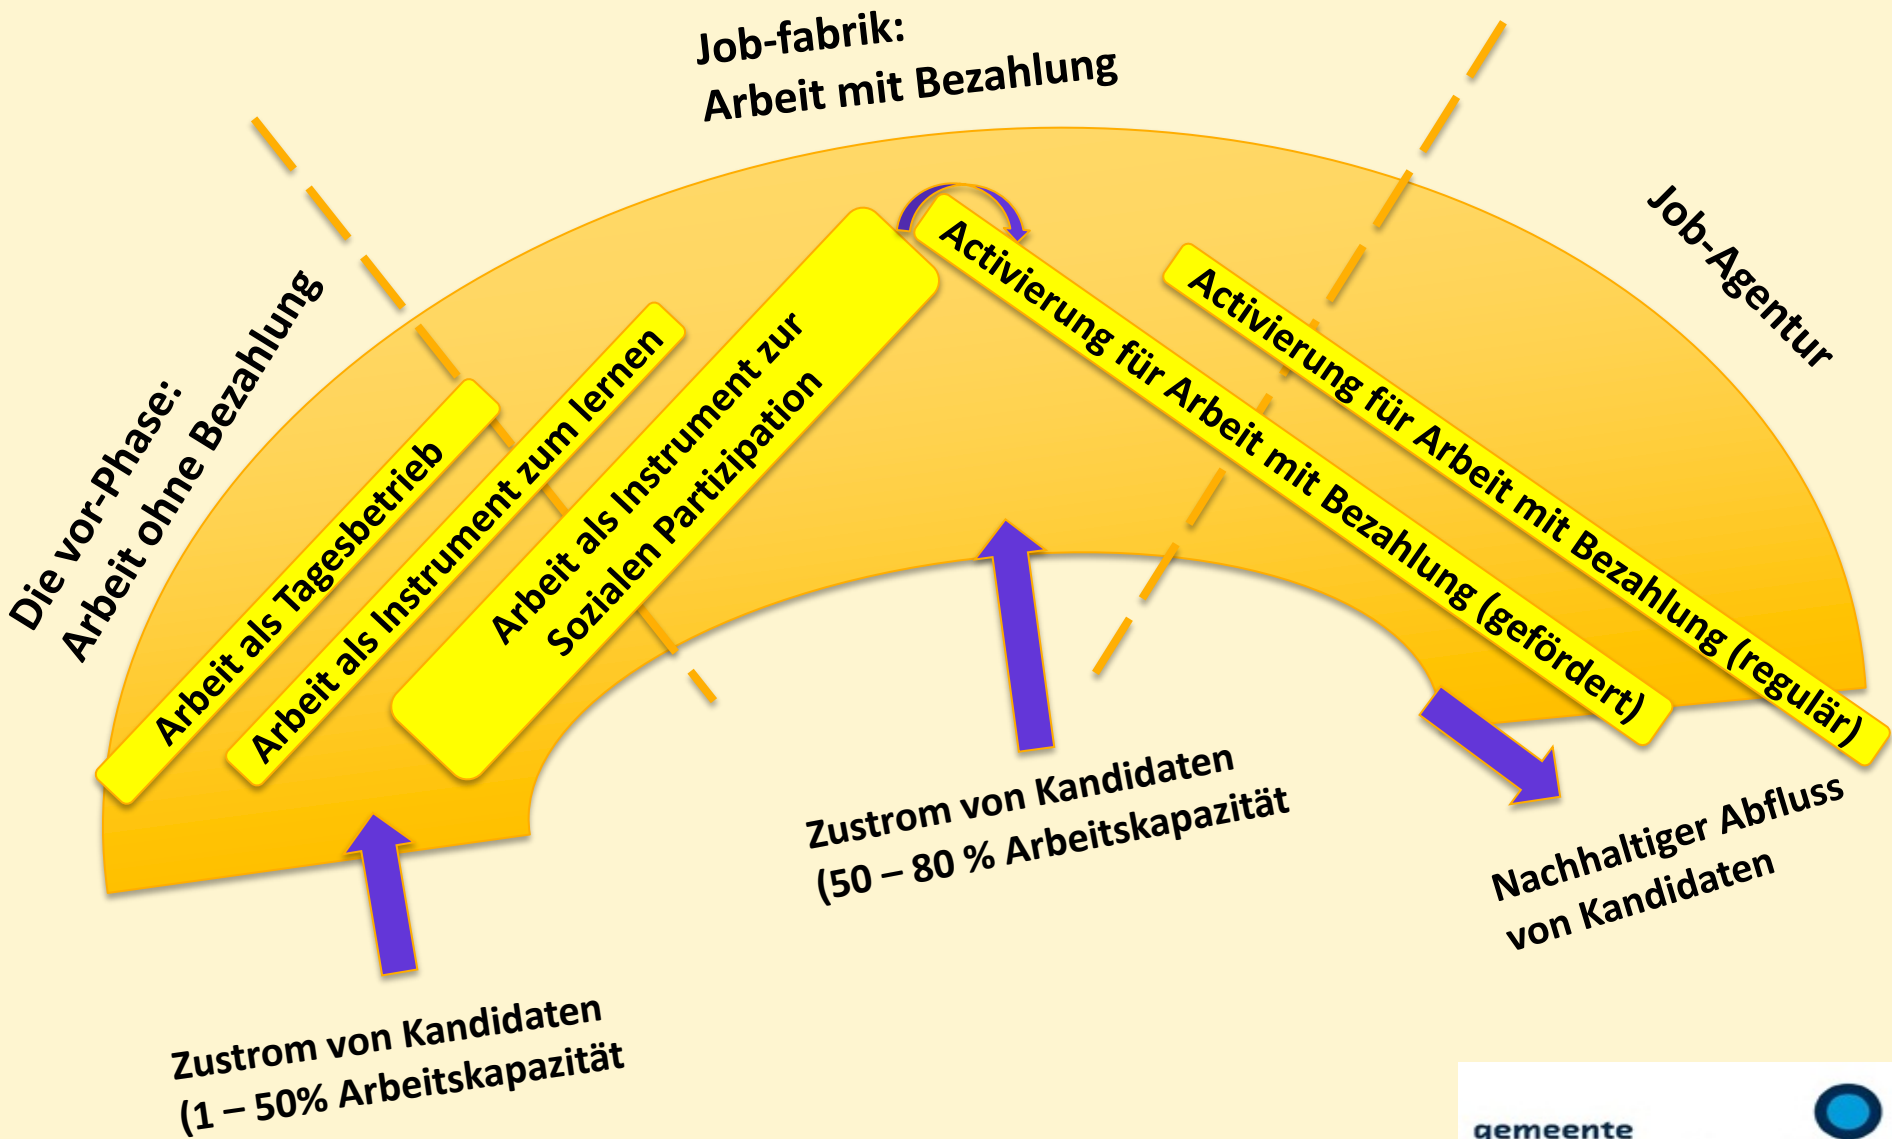 Job-fabrik:
Arbeit mit Bezahlung
Die vor-Phase:
Arbeit ohne Bezahlung
Job-Agentur
Arbeit als Tagesbetrieb
Arbeit als Instrument zum lernen
Arbeit als Instrument zur
Sozialen Partizipation
Activierung für Arbeit mit Bezahlung (gefördert)
Activierung für Arbeit mit Bezahlung (regulär)
Zustrom von Kandidaten
(50 – 80 % Arbeitskapazität
Nachhaltiger Abfluss
von Kandidaten
Zustrom von Kandidaten
(1 – 50% Arbeitskapazität
gemeente